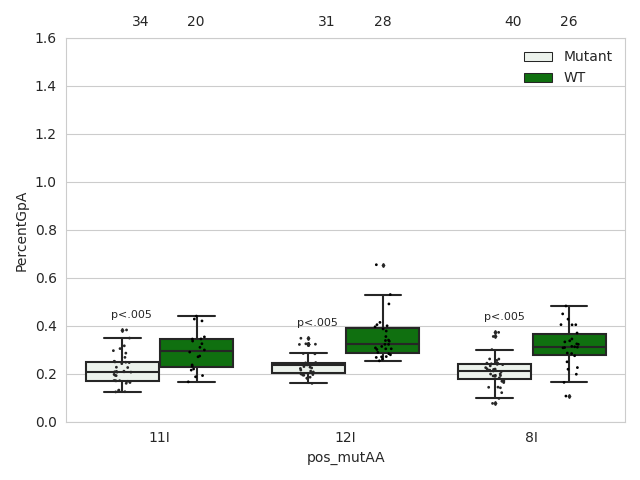 34 20 31 28 40 26
1.6
1.4
1.2
1.0
0.8
0.6
0.4
0.2
0.0
PercentGpA
Mutant
WT
p<.005
p<.005
p<.005
11I 12I 8I
pos_mutAA